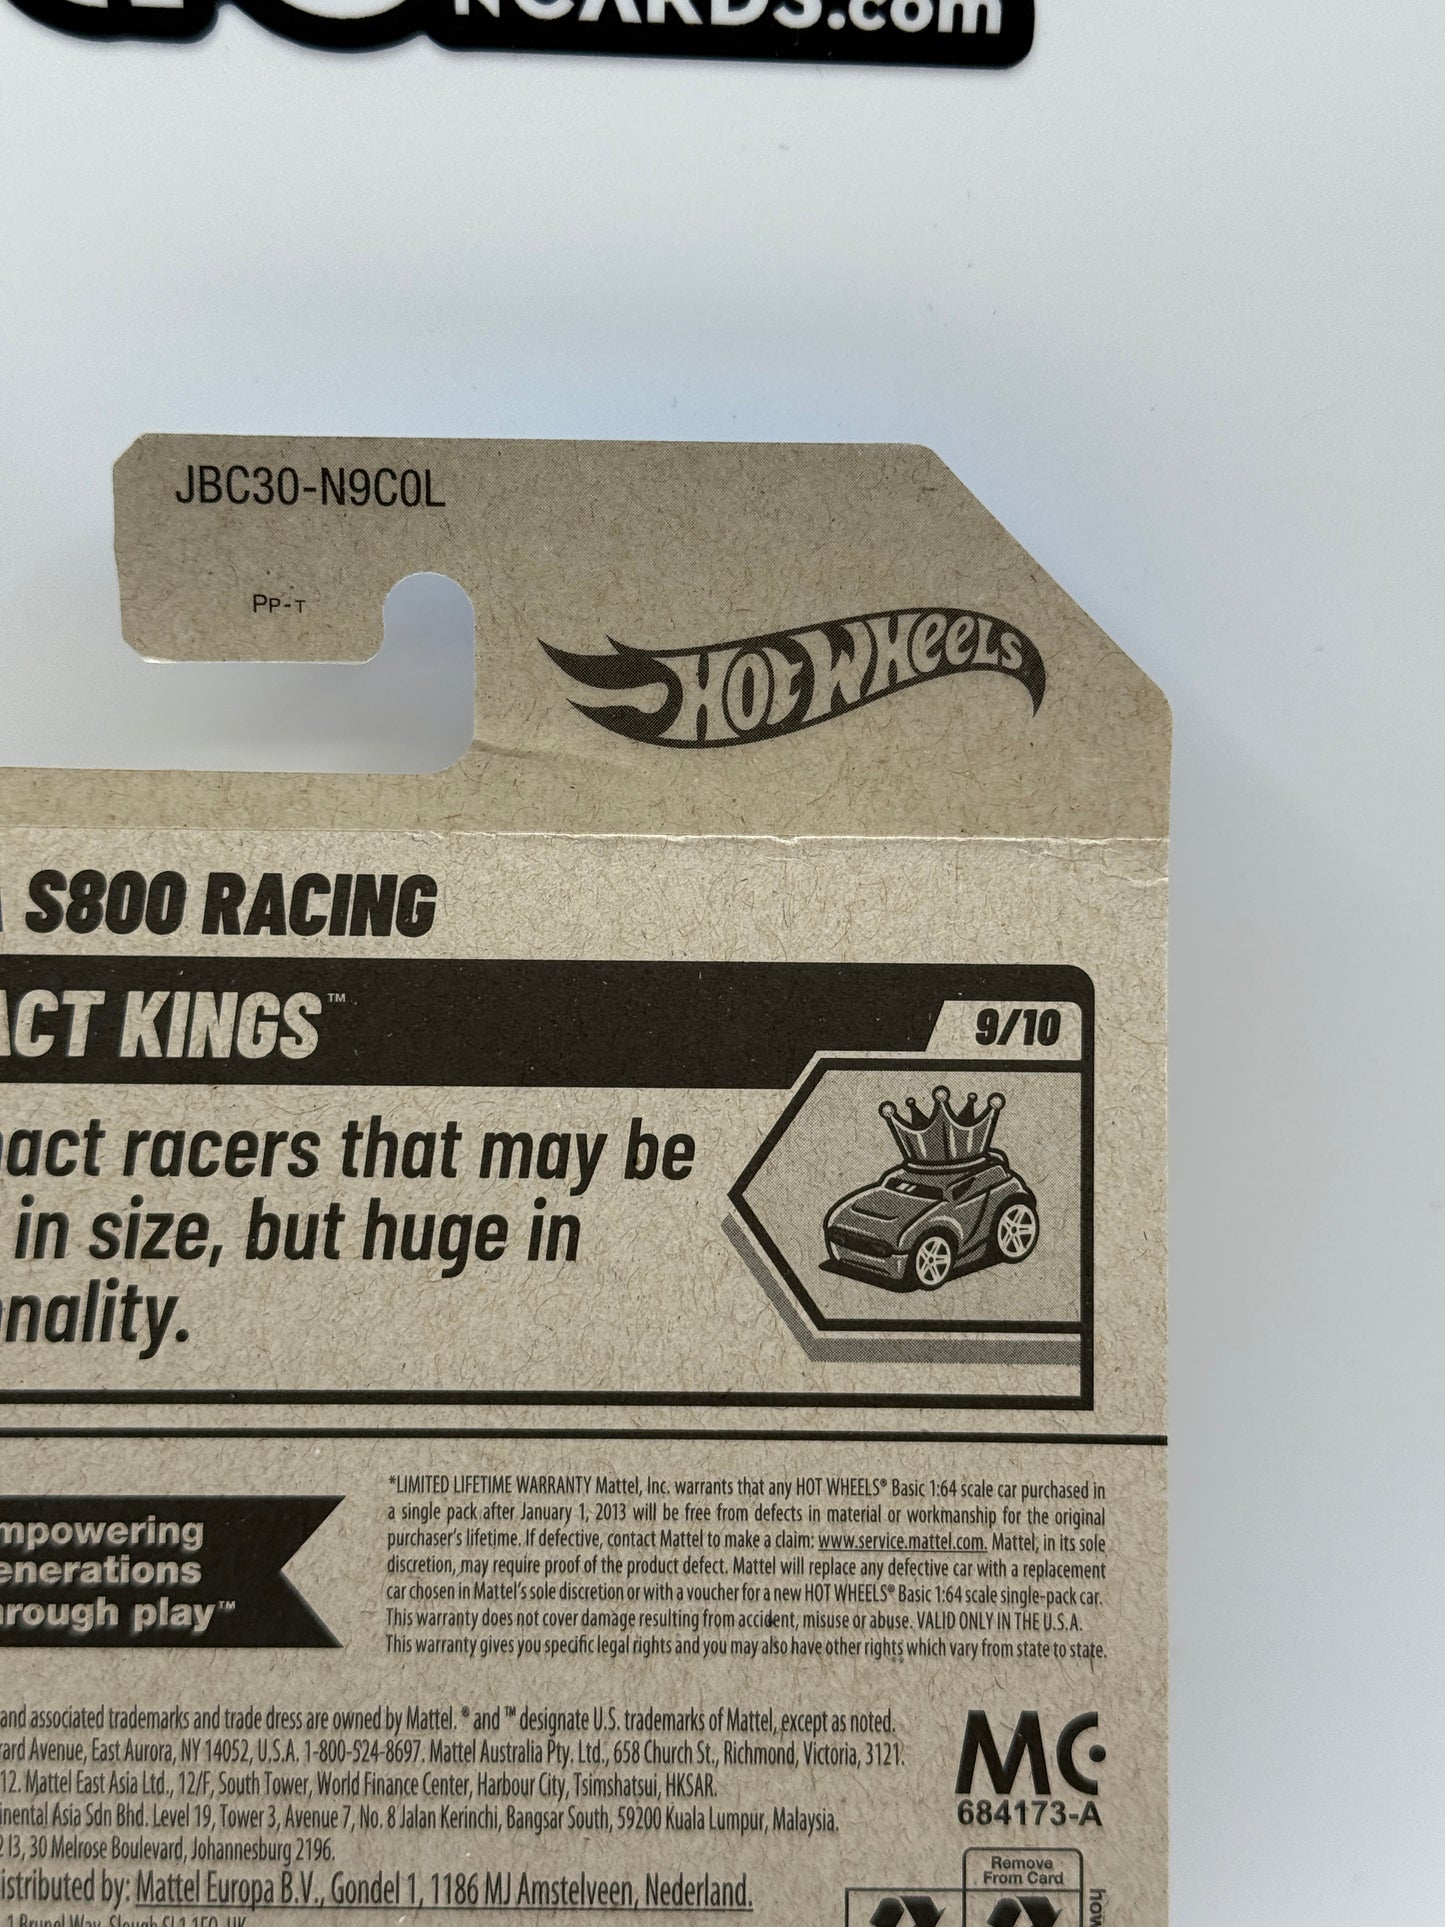 NCARDS.com
JBC30-N9C0L
PP-T
HOT WHEELS
S800 RACING
ACT KINGS™
9/10
act racers that may be
in size, but huge in
nality.
*LIMITED LIFETIME WARRANTY Mattel, Inc. warrants that any HOT WHEELS® Basic 1:64 scale car purchased in
a single pack after January 1, 2013 will be free from defects in material or workmanship for the original
purchaser's lifetime. If defective, contact Mattel to make a claim: www.service.mattel.com. Mattel, in its sole
discretion, may require proof of the product defect. Mattel will replace any defective car with a replacement
car chosen in Mattel's sole discretion or with a voucher for a new HOT WHEELS® Basic 1:64 scale single-pack car.
This warranty does not cover damage resulting from accident, misuse or abuse. VALID ONLY IN THE U.S.A.
This warranty gives you specific legal rights and you may also have other rights which vary from state to state.
mpowering
enerations
hrough play™
and associated trademarks and trade dress are owned by Mattel. ® and ™ designate U.S. trademarks of Mattel, except as noted.
rard Avenue, East Aurora, NY 14052, U.S.A. 1-800-524-8697. Mattel Australia Pty. Ltd., 658 Church St., Richmond, Victoria, 3121.
12. Mattel East Asia Ltd., 12/F, South Tower, World Finance Center, Harbour City, Tsimshatsui, HKSAR.
inental Asia Sdn Bhd. Level 19, Tower 3, Avenue 7, No. 8 Jalan Kerinchi, Bangsar South, 59200 Kuala Lumpur, Malaysia.
2 13, 30 Melrose Boulevard, Johannesburg 2196.
istributed by: Mattel Europa B.V., Gondel 1, 1186 MJ Amstelveen, Nederland.
1 Brunel Way, Slough SL1 1FQ, UK.
MC
684173-A
Remove
From Card
how